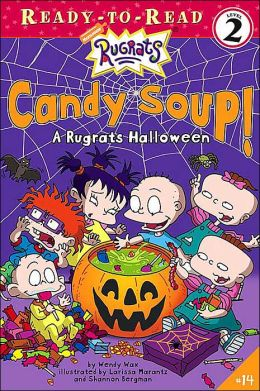 READY-TO-READ
LEVEL 2
NICKELODEON
RUGRATS
Candy Soup!
A Rugrats Halloween
by Wendy Wax
illustrated by Larissa Marantz
and Shannon Bergman
#14